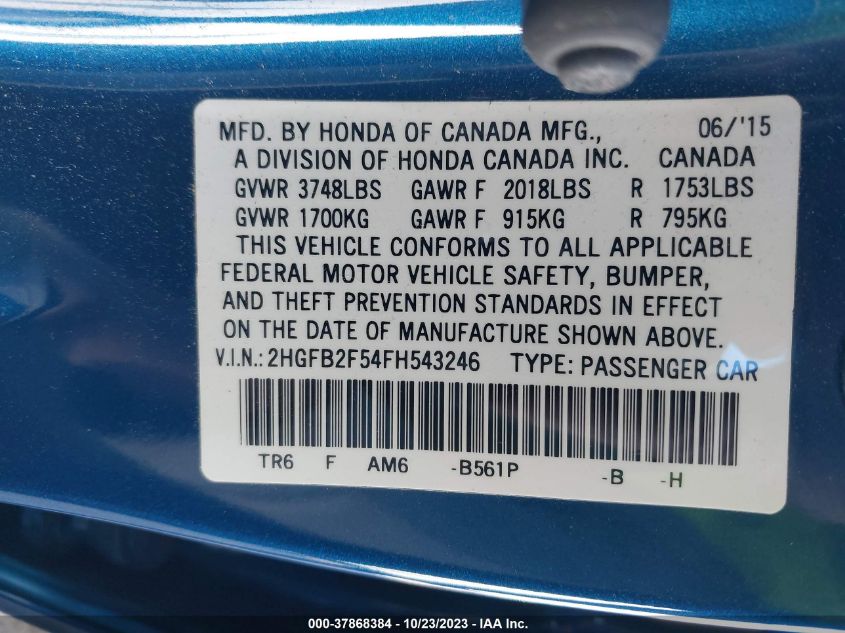 MFD. BY HONDA OF CANADA MFG., 06/'15
A DIVISION OF HONDA CANADA INC. CANADA
GVWR 3748LBS GAWR F 2018LBS R 1753LBS
GVWR 1700KG GAWR F 915KG R 795KG
THIS VEHICLE CONFORMS TO ALL APPLICABLE
FEDERAL MOTOR VEHICLE SAFETY, BUMPER,
AND THEFT PREVENTION STANDARDS IN EFFECT
ON THE DATE OF MANUFACTURE SHOWN ABOVE.
V.I.N.: 2HGFB2F54FH543246 TYPE: PASSENGER CAR
TR6 F AM6 -B561P -B -H
000-37868384 - 10/23/2023 - IAA Inc.